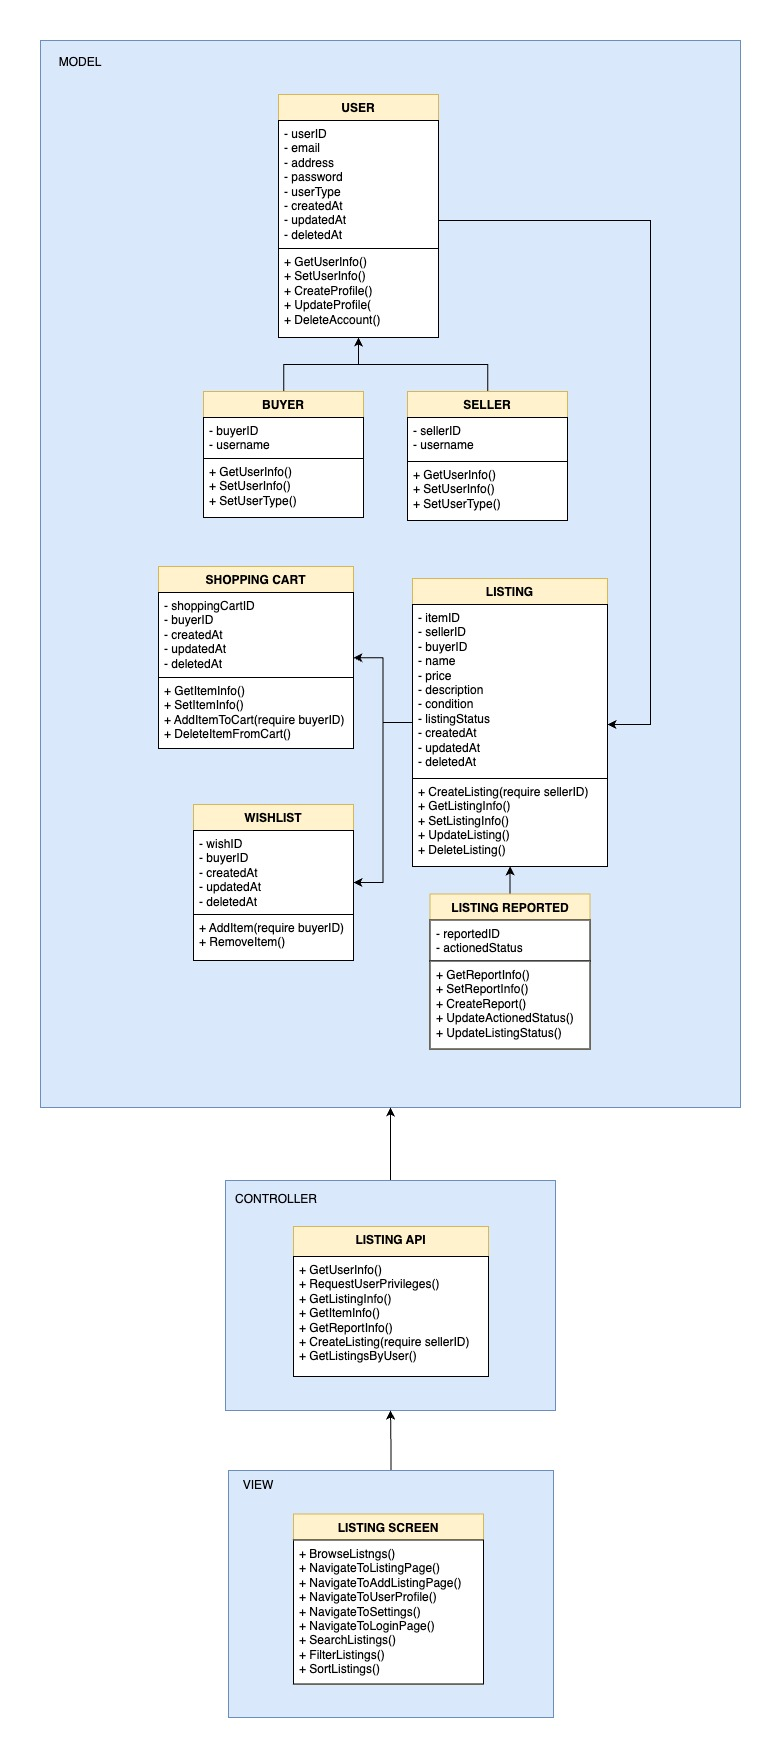 MODEL
USER
- userID
- email
- address
- password
- userType
- createdAt
- updatedAt
- deletedAt
+ GetUserInfo()
+ SetUserInfo()
+ CreateProfile()
+ UpdateProfile(
+ DeleteAccount()
BUYER
- buyerID
- username
+ GetUserInfo()
+ SetUserInfo()
+ SetUserType()
SELLER
- sellerID
- username
+ GetUserInfo()
+ SetUserInfo()
+ SetUserType()
SHOPPING CART
- shoppingCartID
- buyerID
- createdAt
- updatedAt
- deletedAt
+ GetItemInfo()
+ SetItemInfo()
+ AddItemToCart(require buyerID)
+ DeleteItemFromCart()
LISTING
- itemID
- sellerID
- buyerID
- name
- price
- description
- condition
- listingStatus
- createdAt
- updatedAt
- deletedAt
+ CreateListing(require sellerID)
+ GetListingInfo()
+ SetListingInfo()
+ UpdateListing()
+ DeleteListing()
WISHLIST
- wishID
- buyerID
- createdAt
- updatedAt
- deletedAt
+ AddItem(require buyerID)
+ RemoveItem()
LISTING REPORTED
- reportedID
- actionedStatus
+ GetReportInfo()
+ SetReportInfo()
+ CreateReport()
+ UpdateActionedStatus()
+ UpdateListingStatus()
CONTROLLER
LISTING API
+ GetUserInfo()
+ RequestUserPrivileges()
+ GetListingInfo()
+ GetItemInfo()
+ GetReportInfo()
+ CreateListing(require sellerID)
+ GetListingsByUser()
VIEW
LISTING SCREEN
+ BrowseListngs()
+ NavigateToListingPage()
+ NavigateToAddListingPage()
+ NavigateToUserProfile()
+ NavigateToSettings()
+ NavigateToLoginPage()
+ SearchListings()
+ FilterListings()
+ SortListings()